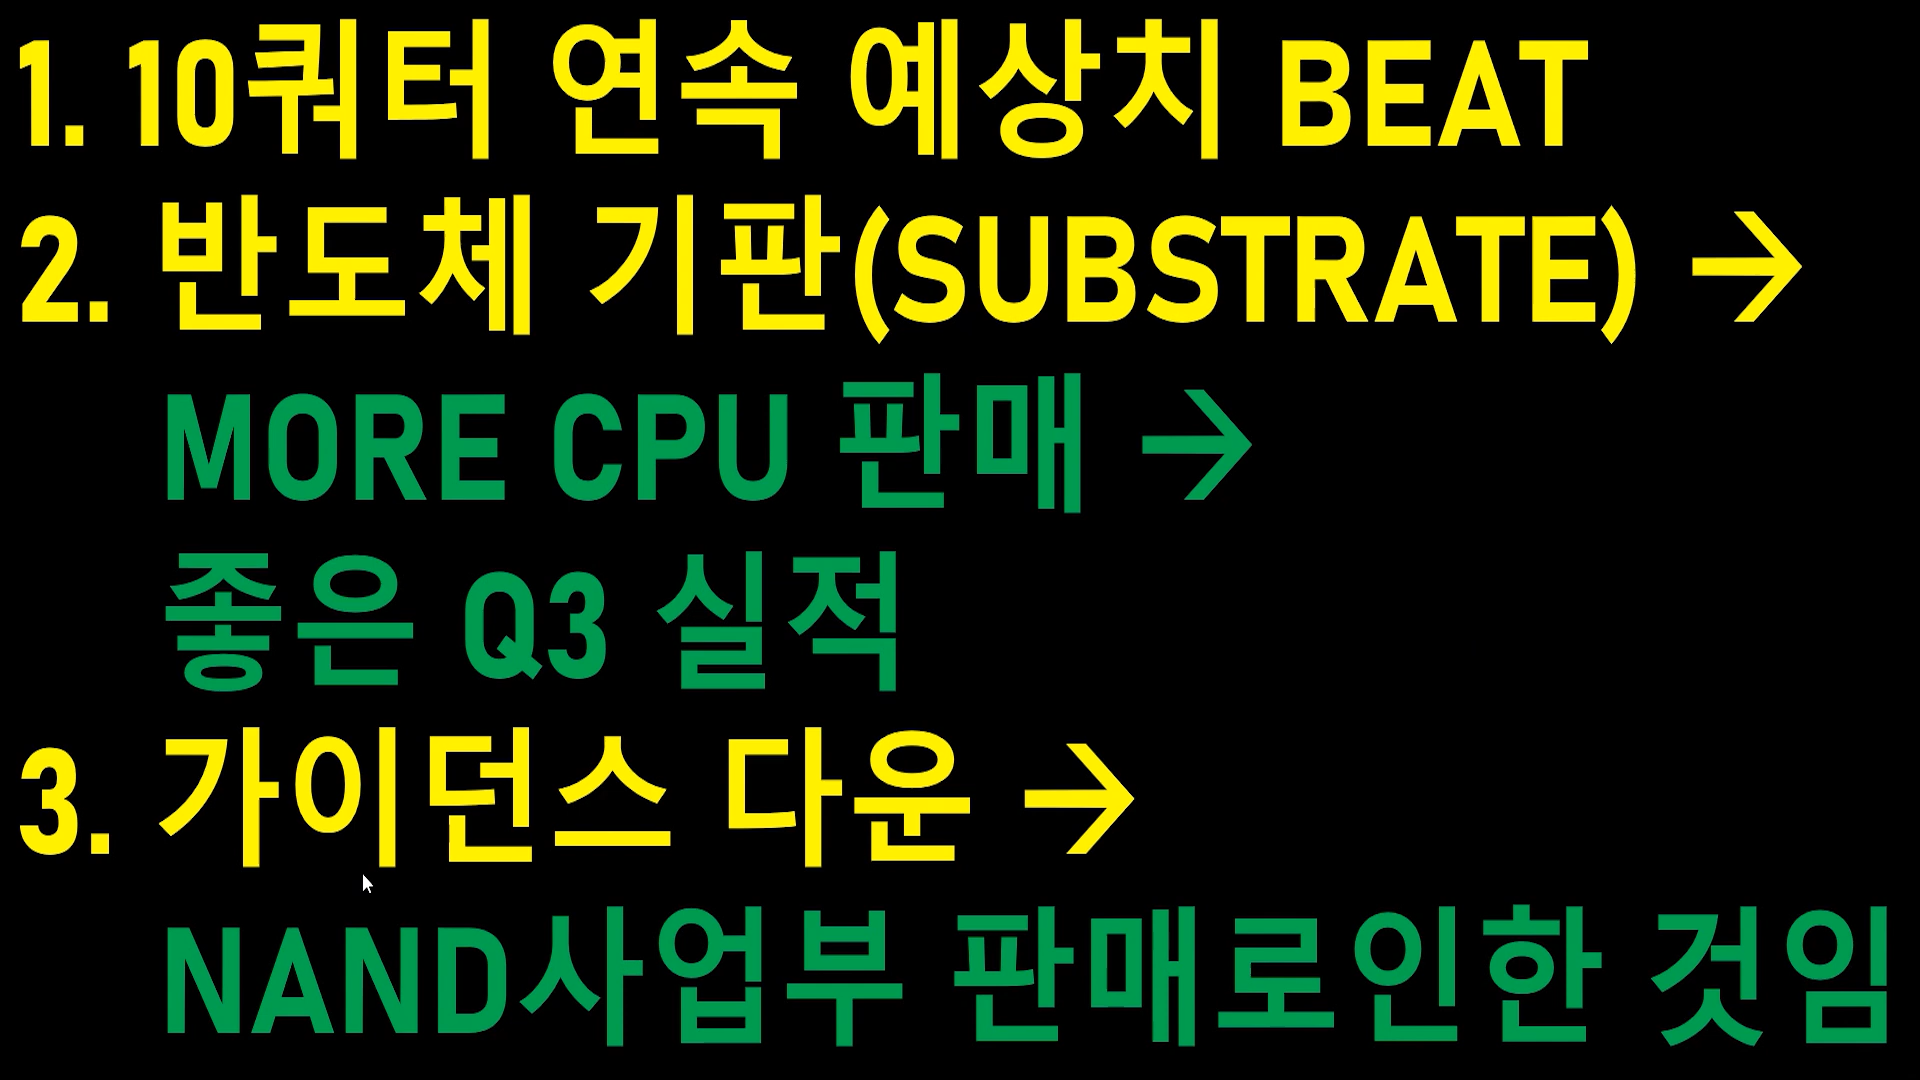 1. 10쿼터 연속 예상치 BEAT
2. 반도체 기판(SUBSTRATE) →
MORE CPU 판매 →
좋은 Q3 실적
3. 가이던스 다운 →
NAND사업부 판매로인한 것임